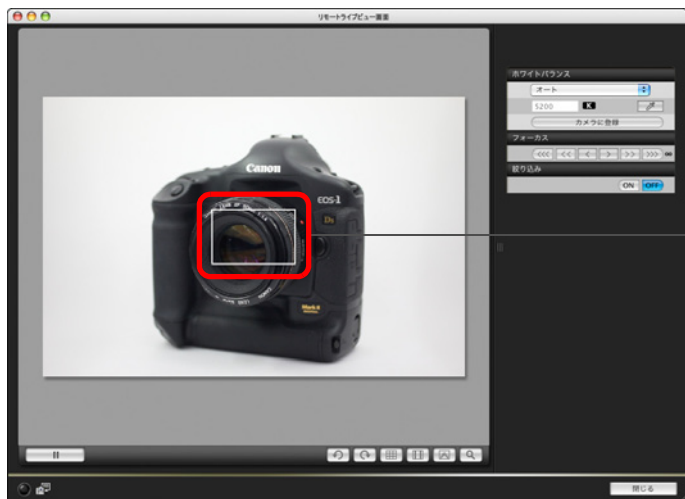 リモートライブビュー画面
ホワイトバランス
オート
5200
K
カメラに登録
フォーカス
<<< << < > >> >>>
絞り込み
ON OFF
Canon
EOS-1
Ds
Mark II
閉じる